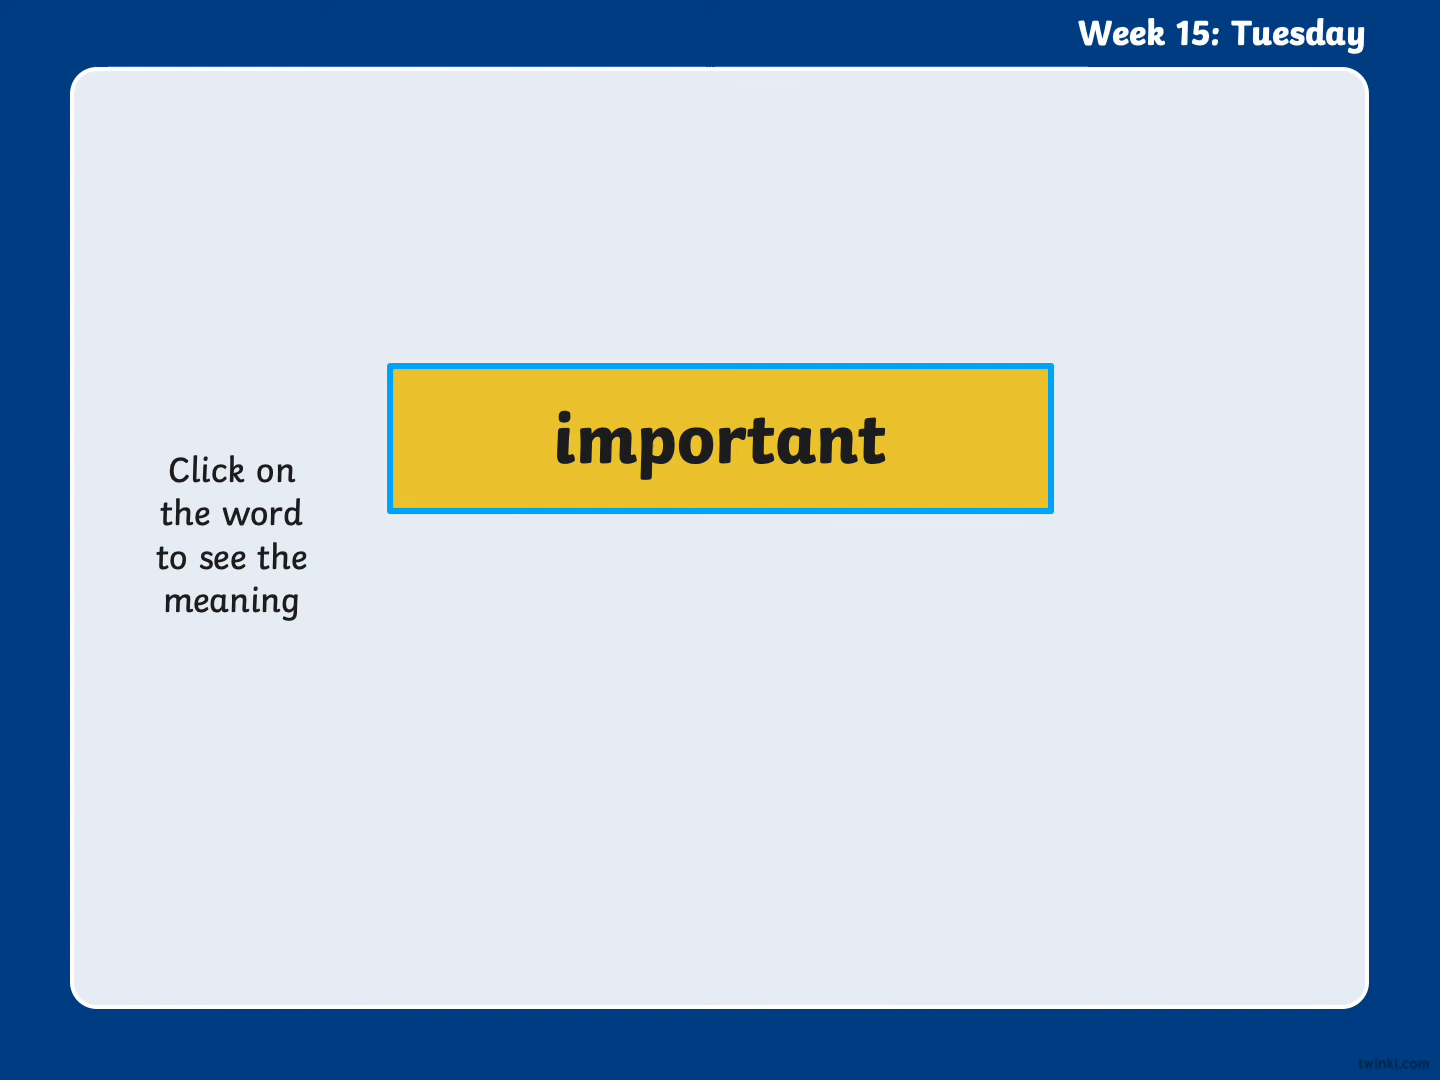 Week 15: Tuesday
important
Click on
the word
to see the
meaning
twinkl.com